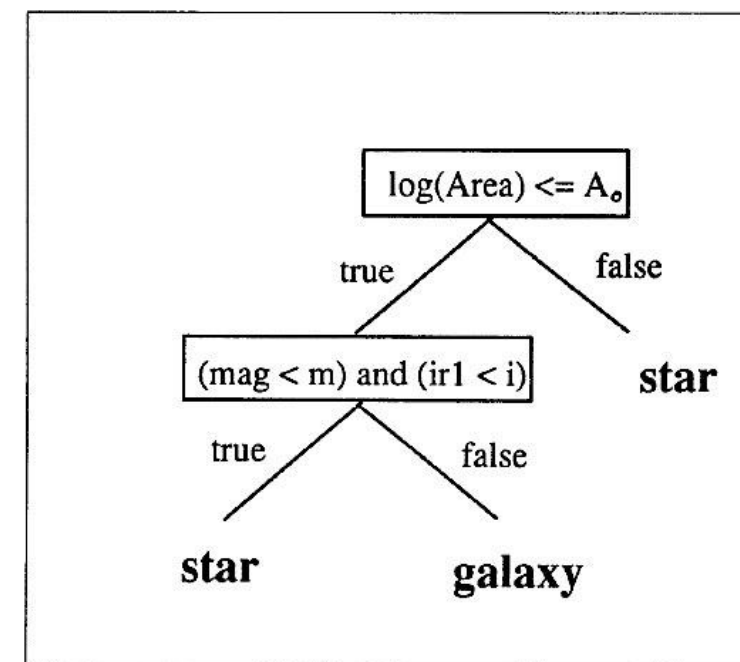 log(Area) <= A₀
true
false
(mag < m) and (ir1 < i)
star
true
false
star
galaxy